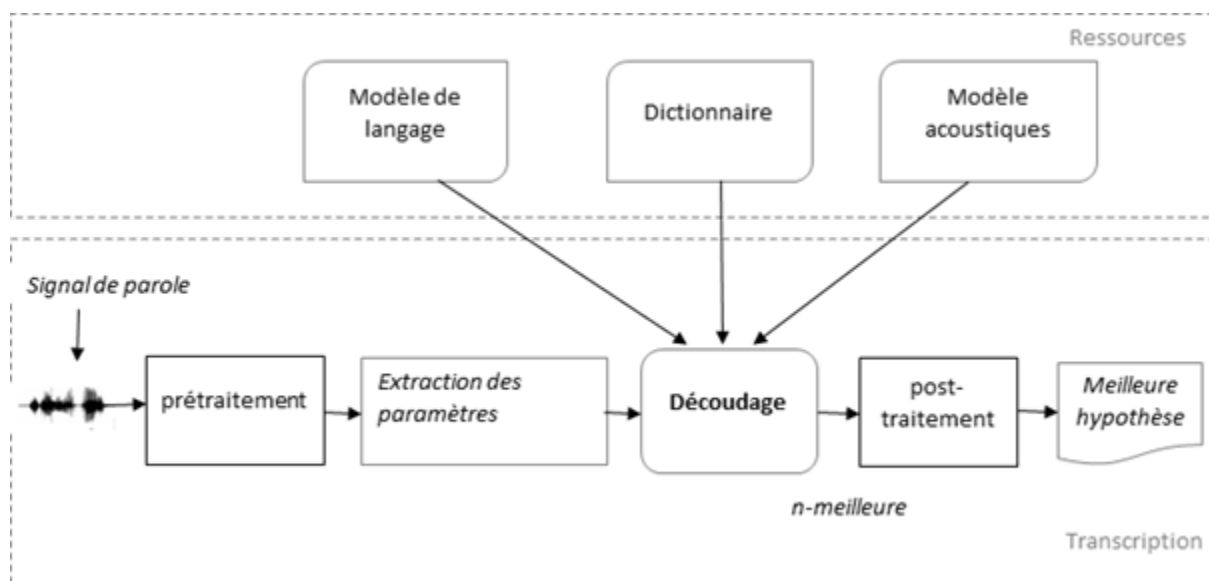 Ressources
Modèle de
langage
Dictionnaire
Modèle
acoustiques
Signal de parole
prétraitement
Extraction des
paramètres
Découdage
post-
traitement
Meilleure
hypothèse
n-meilleure
Transcription